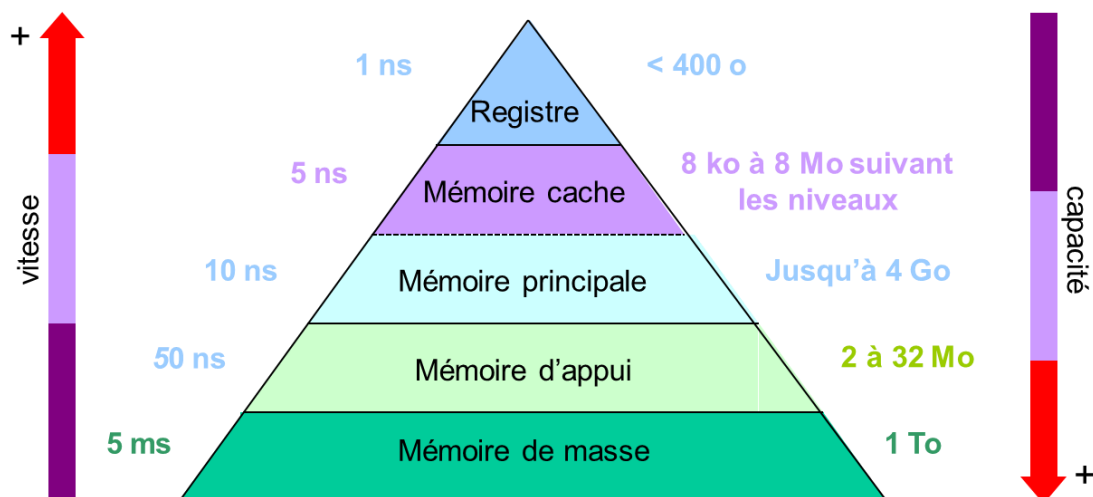 +
1 ns
< 400 o
Registre
5 ns
Mémoire cache
8 ko à 8 Mo suivant
les niveaux
vitesse
capacité
10 ns
Mémoire principale
Jusqu’à 4 Go
50 ns
Mémoire d’appui
2 à 32 Mo
5 ms
Mémoire de masse
1 To
+